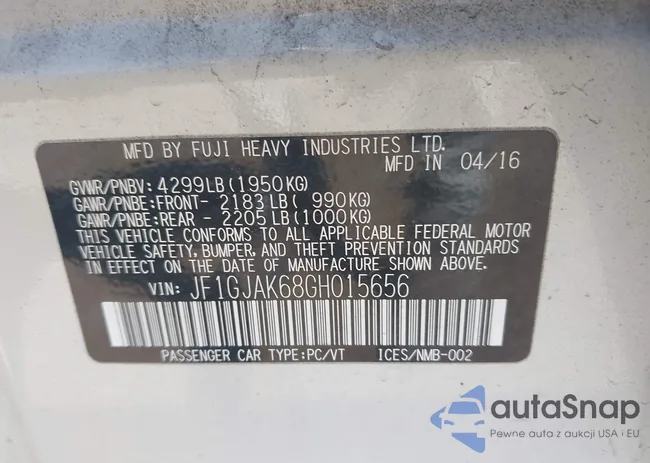 MFD BY FUJI HEAVY INDUSTRIES LTD.
MFD IN 04/16
GVWR/PNBV: 4299LB(1950KG)
GAWR/PNBE:FRONT- 2183LB( 990KG)
GAWR/PNBE:REAR - 2205LB(1000KG)
THIS VEHICLE CONFORMS TO ALL APPLICABLE FEDERAL MOTOR
VEHICLE SAFETY, BUMPER, AND THEFT PREVENTION STANDARDS
IN EFFECT ON THE DATE OF MANUFACTURE SHOWN ABOVE.
VIN: JF1GJAK68GH015656
PASSENGER CAR TYPE:PC/VT ICES/NMB-002
autoSnap
Pewne auta z aukcji USA i EU